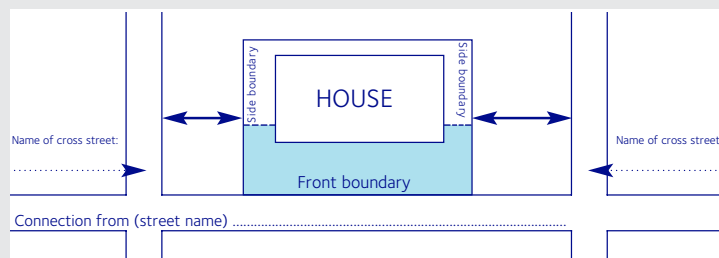 Side boundary
Side boundary
HOUSE
Name of cross street:
Name of cross street
Front boundary
Connection from (street name) ....................................................................................................